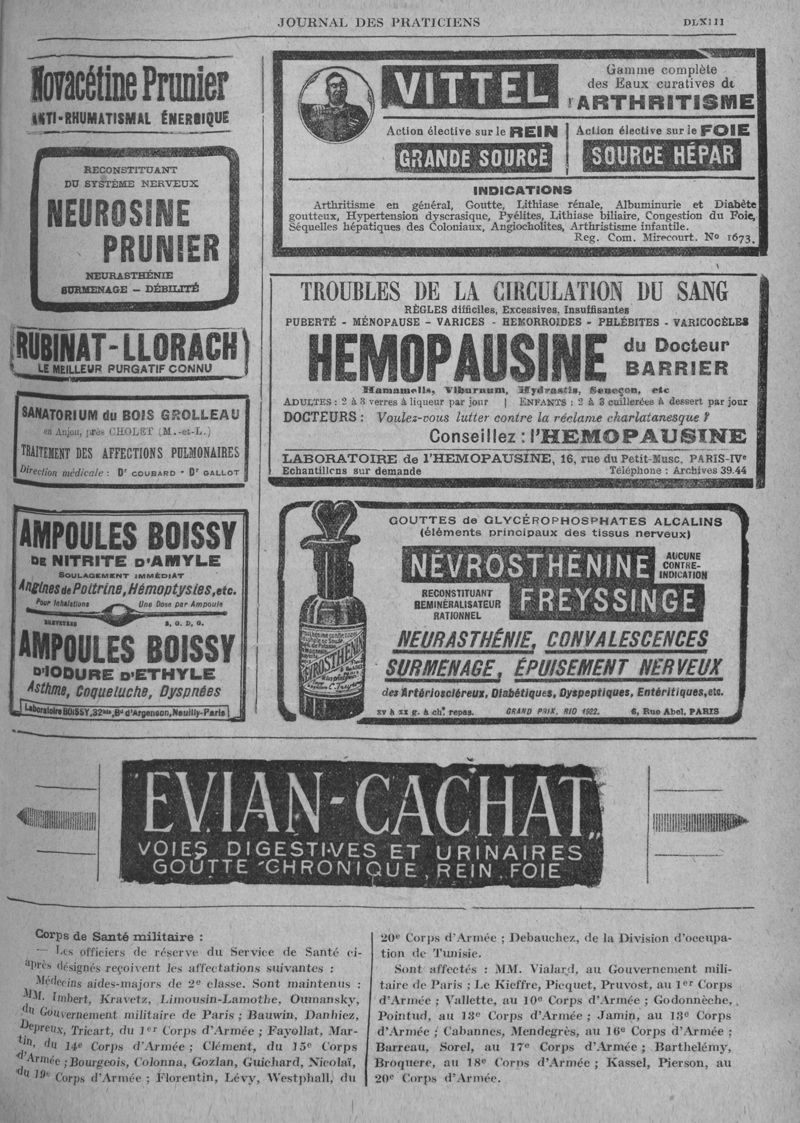 JOURNAL DES PRATICIENS
DLXIII
Novacétine Prunier
ANTI-RHUMATISMAL ÉNERGIQUE
RECONSTITUANT
DU SYSTÈME NERVEUX
NEUROSINE
PRUNIER
NEURASTHÉNIE
SURMENAGE – DÉBILITÉ
RUBINAT-LLORACH
LE MEILLEUR PURGATIF CONNU
SANATORIUM du BOIS GROLLEAU
en Anjou, près CHOLET (M.-et-L.)
TRAITEMENT DES AFFECTIONS PULMONAIRES
Direction médicale : Dr COUBARD - Dr GALLOT
AMPOULES BOISSY
DE NITRITE D'AMYLE
SOULAGEMENT IMMÉDIAT
Angines de Poitrine, Hémoptysies, etc.
Pour Inhalations Une Dose par Ampoule
BREVETÉES S. G. D. G.
AMPOULES BOISSY
D'IODURE D'ETHYLE
Asthme, Coqueluche, Dyspnées
Laboratoire BOISSY, 32bis, Bd d'Argenson, Neuilly-Paris
VITTEL
Gamme complète
des Eaux curatives de
l'ARTHRITISME
Action élective sur le REIN
GRANDE SOURCE
Action élective sur le FOIE
SOURCE HÉPAR
INDICATIONS
Arthritisme en général, Goutte, Lithiase rénale, Albuminurie et Diabète
goutteux, Hypertension dyscrasique, Pyélites, Lithiase biliaire, Congestion du Foie,
Séquelles hépatiques des Coloniaux, Angiocholites, Arthristisme infantile.
Reg. Com. Mirecourt. No 1673.
TROUBLES DE LA CIRCULATION DU SANG
RÈGLES difficiles, Excessives, Insuffisantes
PUBERTÉ - MÉNOPAUSE - VARICES - HEMORROIDES - PHLÉBITES - VARICOCÈLES
HEMOPAUSINE
du Docteur
BARRIER
Hamamelis, Viburnum, Hydrastis, Seneçon, etc
ADULTES : 2 à 3 verres à liqueur par jour | ENFANTS : 2 à 3 cuillerées à dessert par jour
DOCTEURS : Voulez-vous lutter contre la réclame charlatanesque ?
Conseillez : l'HEMOPAUSINE
LABORATOIRE de l'HEMOPAUSINE, 16, rue du Petit-Musc, PARIS-IVe
Echantillons sur demande Téléphone : Archives 39.44
GOUTTES de GLYCÉROPHOSPHATES ALCALINS
(éléments principaux des tissus nerveux)
NÉVROSTHÉNINE
AUCUNE
CONTRE-
INDICATION
RECONSTITUANT
REMINÉRALISATEUR
RATIONNEL
FREYSSINGE
NEURASTHÉNIE, CONVALESCENCES
SURMENAGE, ÉPUISEMENT NERVEUX
des Artérioscléreux, Diabétiques, Dyspeptiques, Entéritiques, etc.
XV à XX g. à ch. repas. GRAND PRIX, RIO 1922. 6, Rue Abel, PARIS
"EVIAN-CACHAT"
VOIES DIGESTIVES ET URINAIRES
GOUTTE CHRONIQUE, REIN, FOIE
Corps de Santé militaire :
— Les officiers de réserve du Service de Santé ci-
après désignés reçoivent les affectations suivantes :
Médecins aides-majors de 2e classe. Sont maintenus :
MM. Imbert, Kravetz, Limousin-Lamothe, Oumansky,
du Gouvernement militaire de Paris ; Bauwin, Danhiez,
Depreux, Tricart, du 1er Corps d'Armée ; Fayollat, Mar-
tin, du 14e Corps d'Armée ; Clément, du 15e Corps
d'Armée ; Bourgeois, Colonna, Gozlan, Guichard, Nicolaï,
du 19e Corps d'Armée ; Florentin, Lévy, Westphall, du
20e Corps d'Armée ; Debauchez, de la Division d'occupa-
tion de Tunisie.
Sont affectés : MM. Vialard, au Gouvernement mili-
taire de Paris ; Le Kieffre, Picquet, Pruvost, au 1er Corps
d'Armée ; Vallette, au 10e Corps d'Armée ; Godonnèche,
Pointud, au 13e Corps d'Armée ; Jamin, au 13e Corps
d'Armée ; Cabannes, Mendegrès, au 16e Corps d'Armée ;
Barreau, Sorel, au 17e Corps d'Armée ; Barthelémy,
Broquere, au 18e Corps d'Armée ; Kassel, Pierson, au
20e Corps d'Armée.